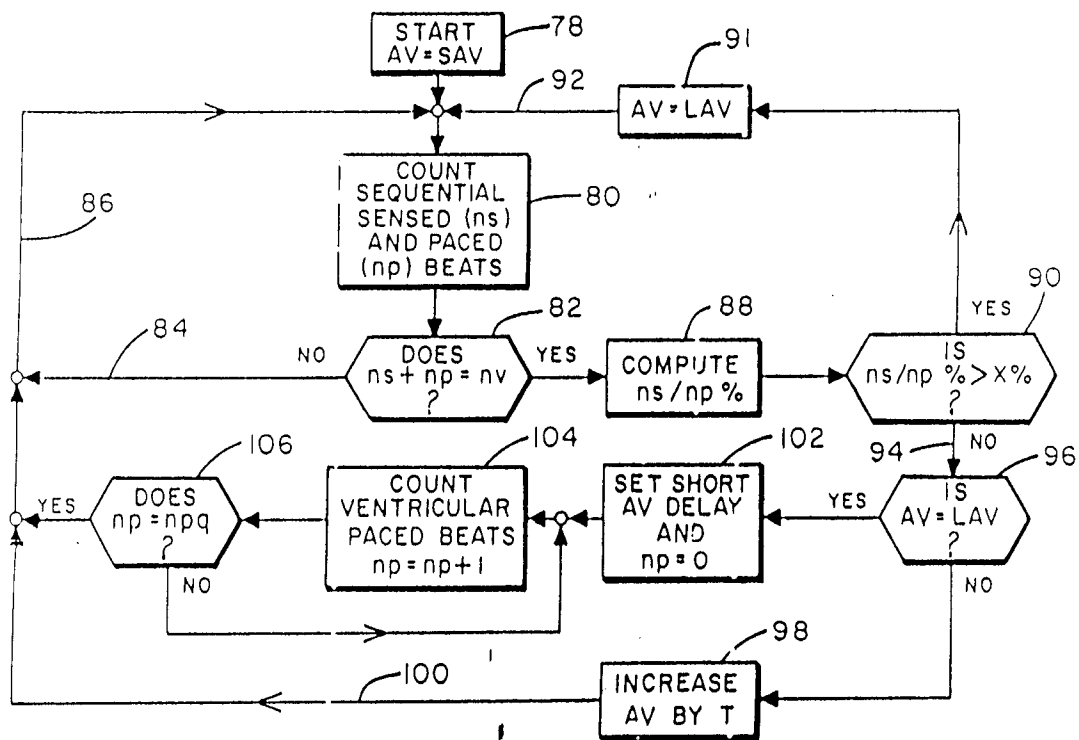 START
AV=SAV
78
91
92
AV=LAV
COUNT
SEQUENTIAL
SENSED (ns)
AND PACED
(np) BEATS
80
86
90
84
82
88
YES
NO
DOES
ns+np=nv
?
YES
COMPUTE
ns/np %
IS
ns/np %>X%
?
106
104
102
94
NO
96
YES
DOES
np=npq
?
COUNT
VENTRICULAR
PACED BEATS
np=np+1
SET SHORT
AV DELAY
AND
np=0
YES
IS
AV=LAV
?
NO
NO
98
100
INCREASE
AV BY T